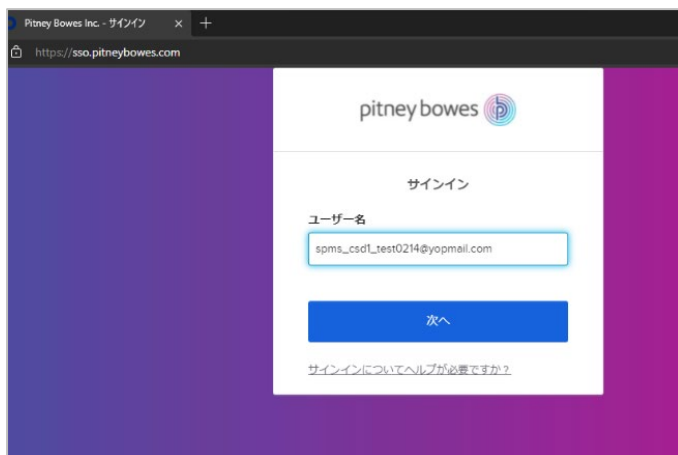 Pitney Bowes Inc. - サインイン
https://sso.pitneybowes.com
pitney bowes
サインイン
ユーザー名
spms_csd1_test0214@yopmail.com
次へ
サインインについてヘルプが必要ですか?